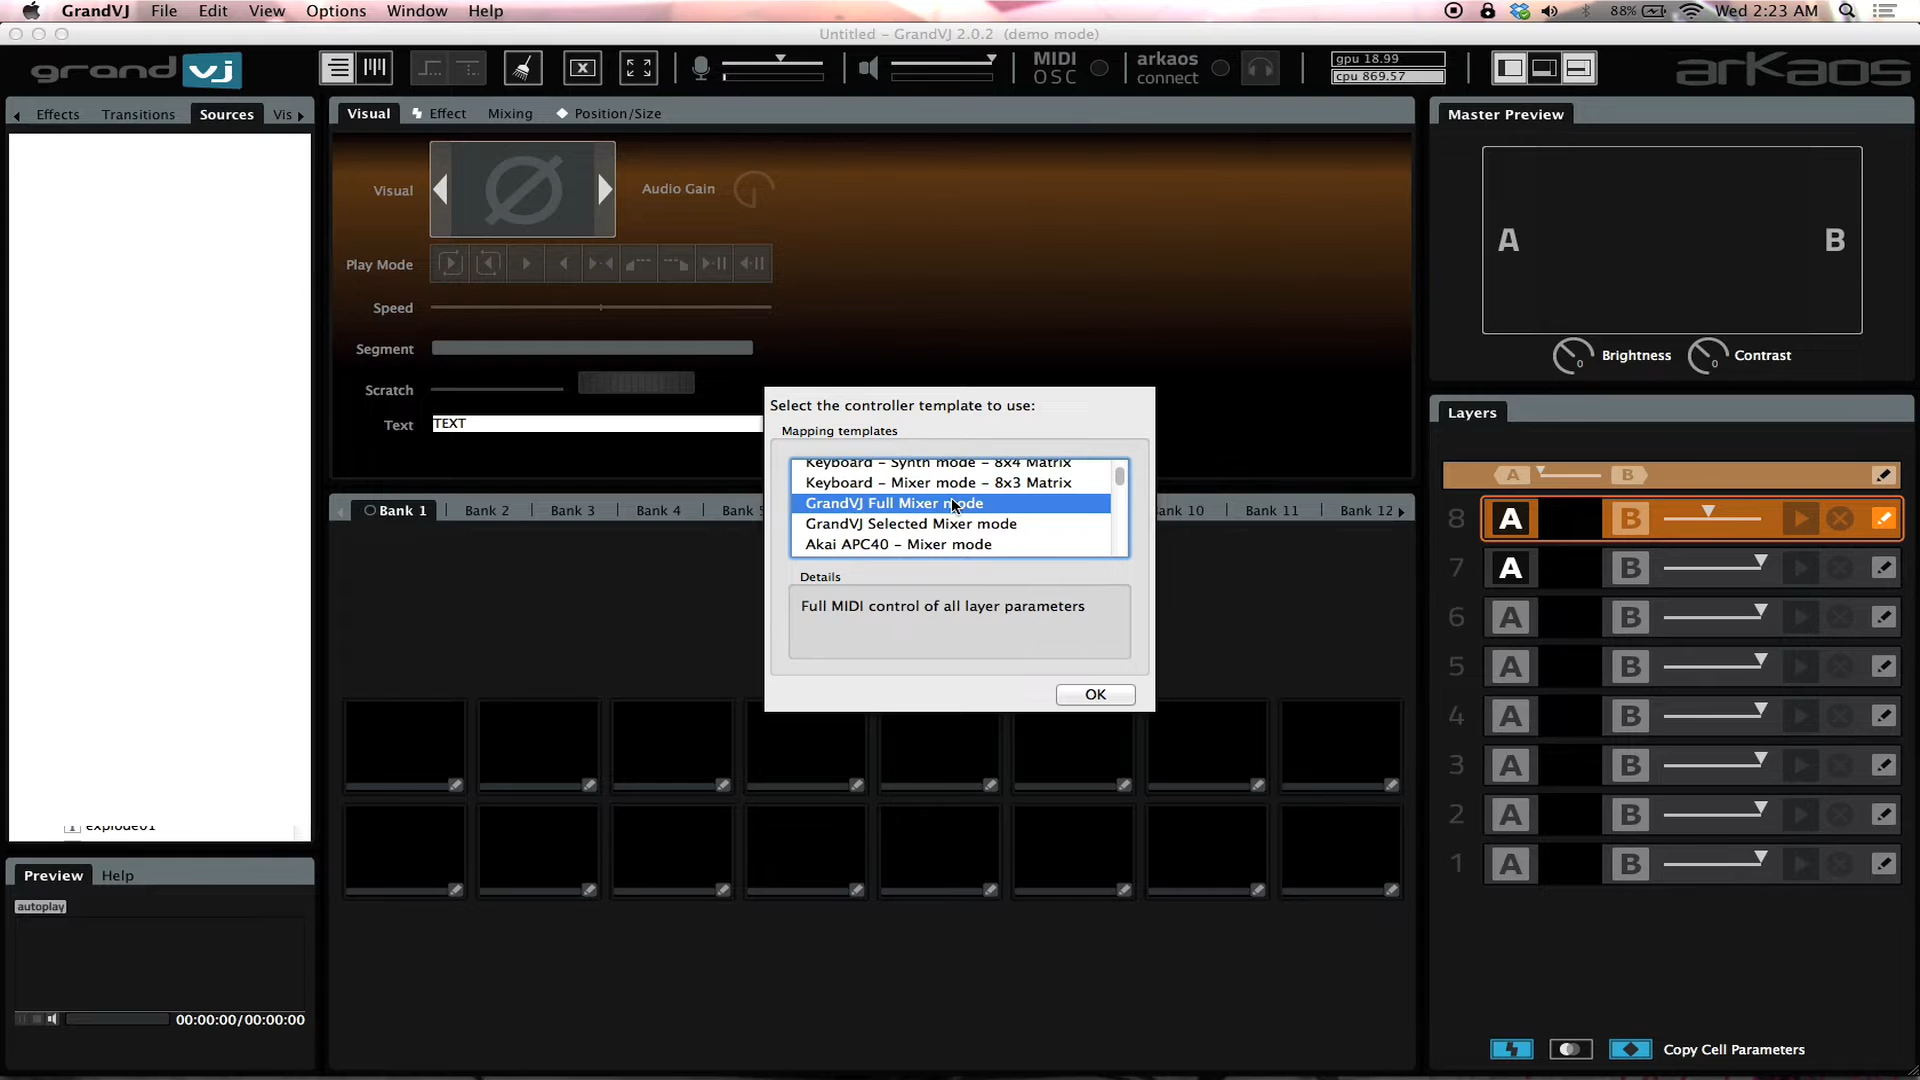 GrandVJ File Edit View Options Window Help 88% Wed 2:23 AM
Untitled – GrandVJ 2.0.2 (demo mode)
grand vj
MIDI
OSC
arkaos
connect
gpu 18.99
cpu 869.57
arKaos
Effects Transitions Sources Vis
Visual Effect Mixing Position/Size
Master Preview
Visual
Audio Gain
A B
Play Mode
Speed
Segment
Brightness Contrast
0 0
Scratch
Text TEXT
Select the controller template to use:
Mapping templates
Keyboard – Synth mode – 8x4 Matrix
Keyboard – Mixer mode – 8x3 Matrix
GrandVJ Full Mixer mode
GrandVJ Selected Mixer mode
Akai APC40 – Mixer mode
Details
Full MIDI control of all layer parameters
OK
Layers
A B
8 A B
7 A B
6 A B
5 A B
4 A B
3 A B
2 A B
1 A B
Bank 1 Bank 2 Bank 3 Bank 4 Bank 10 Bank 11 Bank 12
explode01
Preview Help
autoplay
00:00:00/00:00:00
Copy Cell Parameters